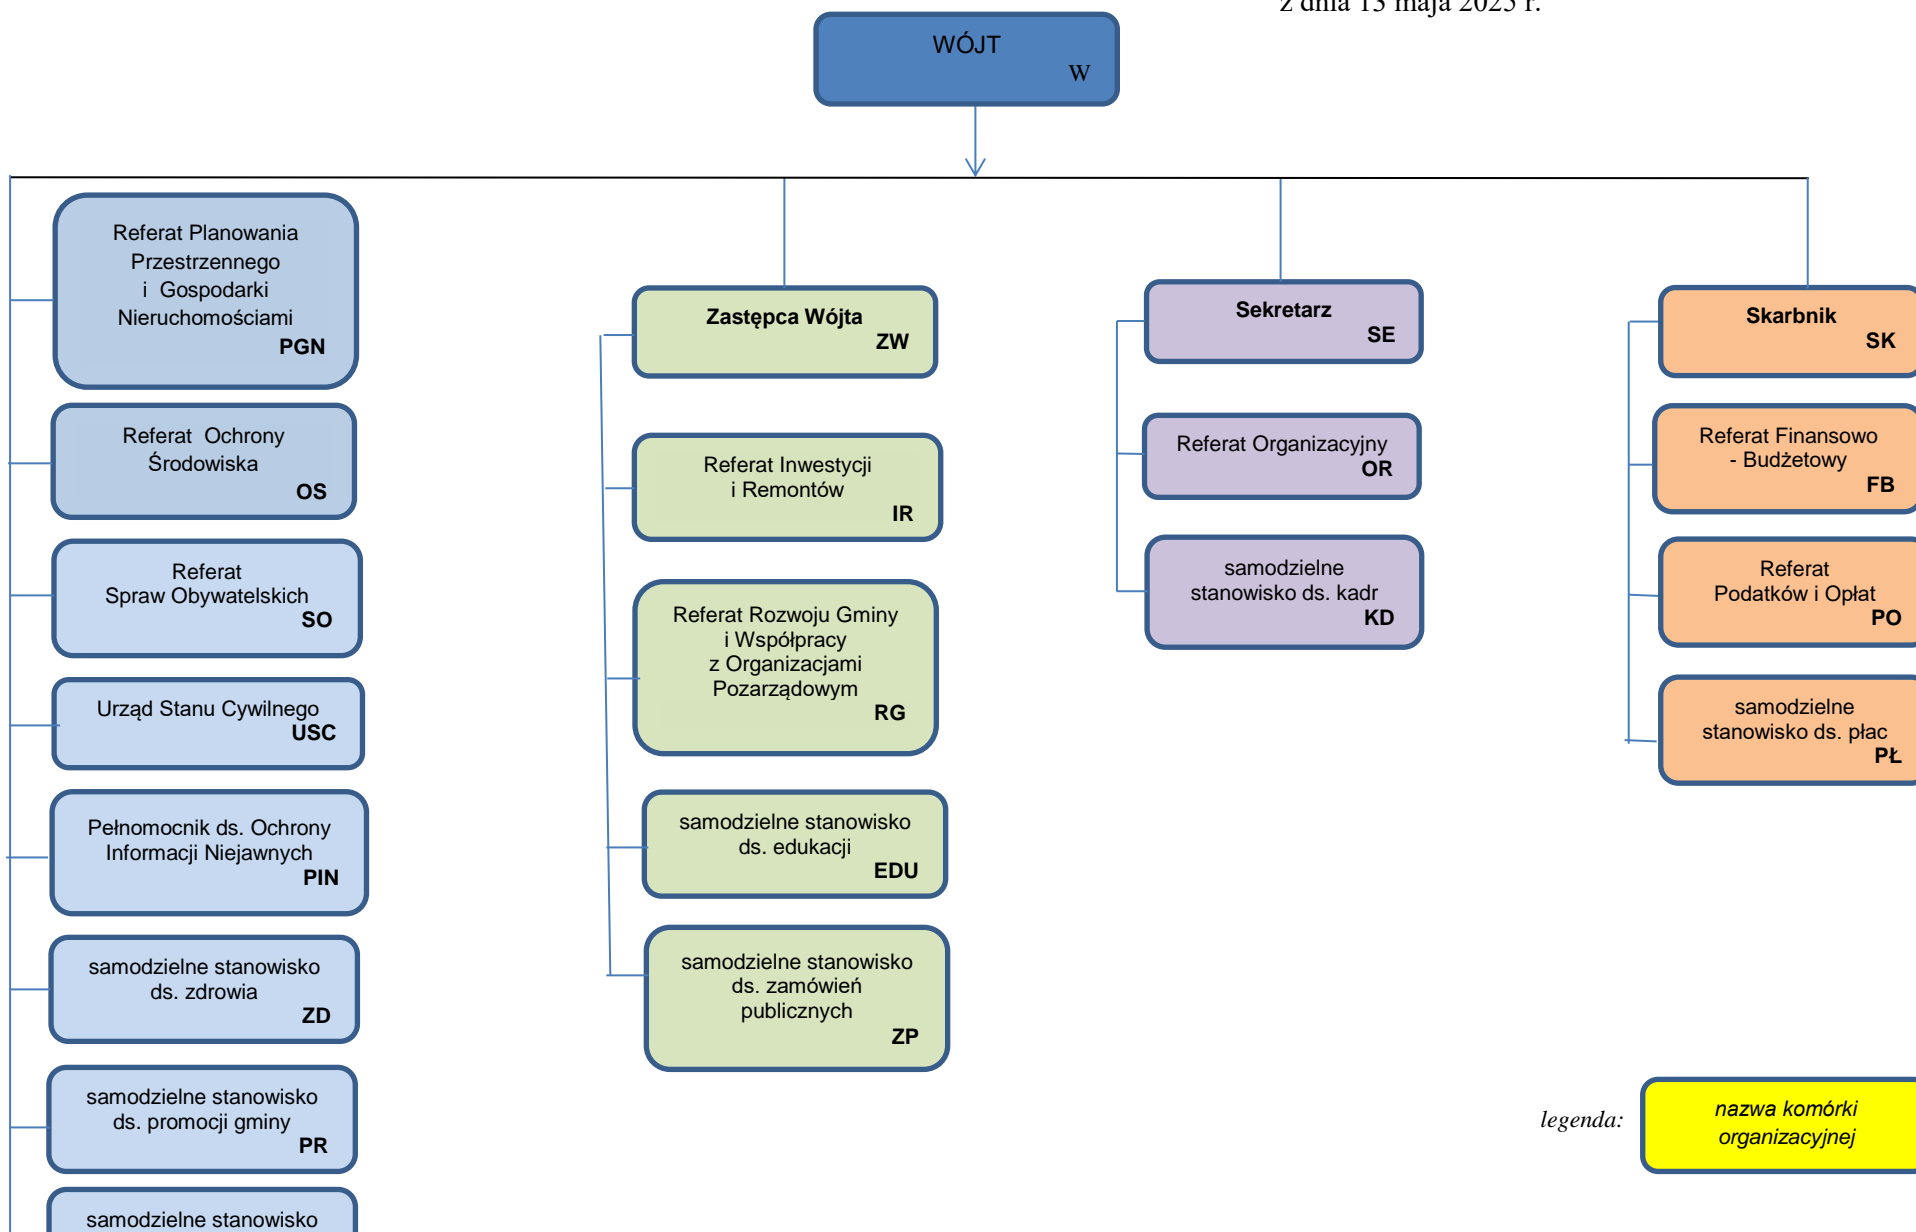 z dnia 13 maja 2025 r.
WÓJT
W
Referat Planowania
Przestrzennego
i Gospodarki
Nieruchomościami
PGN
Referat Ochrony
Środowiska
OS
Referat
Spraw Obywatelskich
SO
Urząd Stanu Cywilnego
USC
Pełnomocnik ds. Ochrony
Informacji Niejawnych
PIN
samodzielne stanowisko
ds. zdrowia
ZD
samodzielne stanowisko
ds. promocji gminy
PR
samodzielne stanowisko
Zastępca Wójta
ZW
Referat Inwestycji
i Remontów
IR
Referat Rozwoju Gminy
i Współpracy
z Organizacjami
Pozarządowym
RG
samodzielne stanowisko
ds. edukacji
EDU
samodzielne stanowisko
ds. zamówień
publicznych
ZP
Sekretarz
SE
Referat Organizacyjny
OR
samodzielne
stanowisko ds. kadr
KD
Skarbnik
SK
Referat Finansowo
- Budżetowy
FB
Referat
Podatków i Opłat
PO
samodzielne
stanowisko ds. płac
PŁ
legenda:
nazwa komórki
organizacyjnej